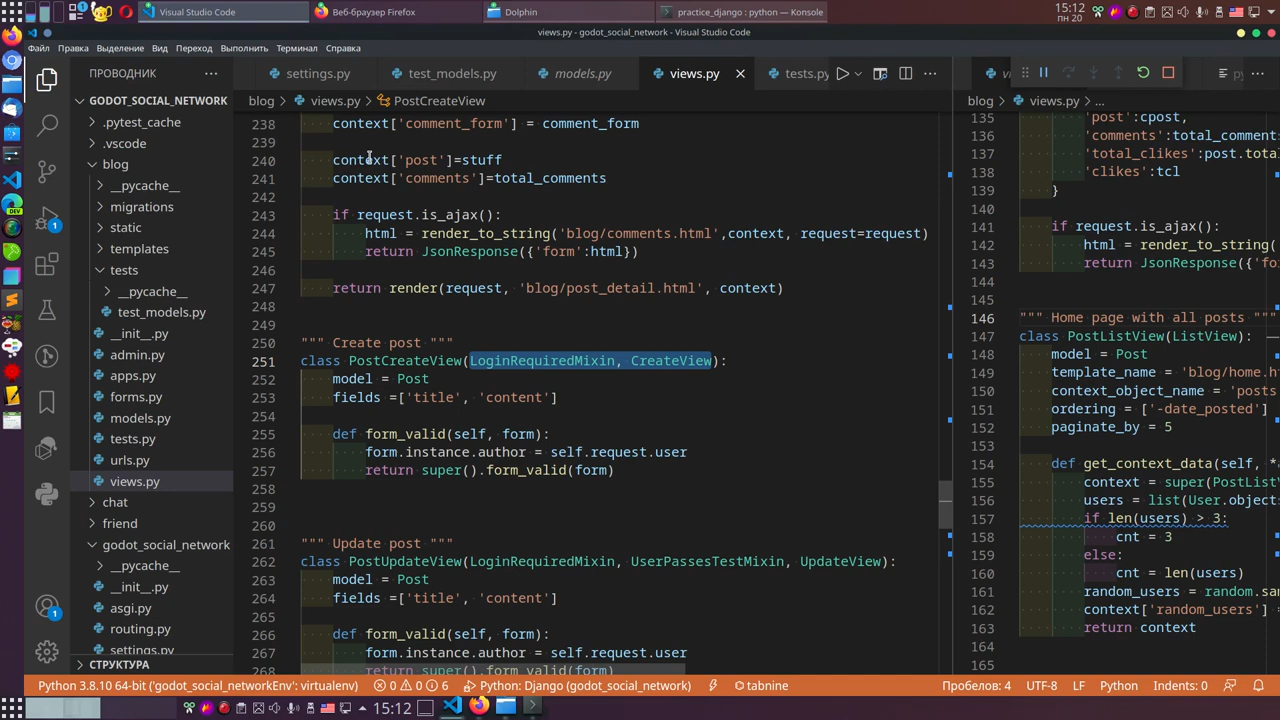 Visual Studio Code
Веб-браузер Firefox
Dolphin
practice_django : python — Konsole
15:12
пн 20
views.py - godot_social_network - Visual Studio Code
Файл Правка Выделение Вид Переход Выполнить Терминал Справка
ПРОВОДНИК
settings.py
test_models.py
models.py
views.py
tests.py
GODOT_SOCIAL_NETWORK
.pytest_cache
.vscode
blog
__pycache__
migrations
static
templates
tests
__pycache__
test_models.py
__init__.py
admin.py
apps.py
forms.py
models.py
tests.py
urls.py
views.py
chat
friend
godot_social_network
__pycache__
__init__.py
asgi.py
routing.py
settings.py
СТРУКТУРА
DEV
1
1
blog > views.py > PostCreateView
238 context['comment_form'] = comment_form
239
240 context['post']=stuff
241 context['comments']=total_comments
242
243 if request.is_ajax():
244 html = render_to_string('blog/comments.html',context, request=request)
245 return JsonResponse({'form':html})
246
247 return render(request, 'blog/post_detail.html', context)
248
249
250 """ Create post """
251 class PostCreateView(LoginRequiredMixin, CreateView):
252 model = Post
253 fields =['title', 'content']
254
255 def form_valid(self, form):
256 form.instance.author = self.request.user
257 return super().form_valid(form)
258
259
260
261 """ Update post """
262 class PostUpdateView(LoginRequiredMixin, UserPassesTestMixin, UpdateView):
263 model = Post
264 fields =['title', 'content']
265
266 def form_valid(self, form):
267 form.instance.author = self.request.user
268 return super().form_valid(form)
blog > views.py > ...
135 'post':cpost,
136 'comments':total_comment
137 'total_clikes':post.tota
138 'clikes':tcl
139 }
140
141 if request.is_ajax():
142 html = render_to_string(
143 return JsonResponse({'fo
144
145
146 """ Home page with all posts """
147 class PostListView(ListView):
148 model = Post
149 template_name = 'blog/home.h
150 context_object_name = 'posts
151 ordering = ['-date_posted']
152 paginate_by = 5
153
154 def get_context_data(self, *
155 context = super(PostListV
156 users = list(User.object
157 if len(users) > 3:
158 cnt = 3
159 else:
160 cnt = len(users)
161 random_users = random.sa
162 context['random_users'] =
163 return context
164
165
Python 3.8.10 64-bit ('godot_social_networkEnv': virtualenv) 0 0 6 Python: Django (godot_social_network) tabnine Пробелов: 4 UTF-8 LF Python Indents: 0
15:12